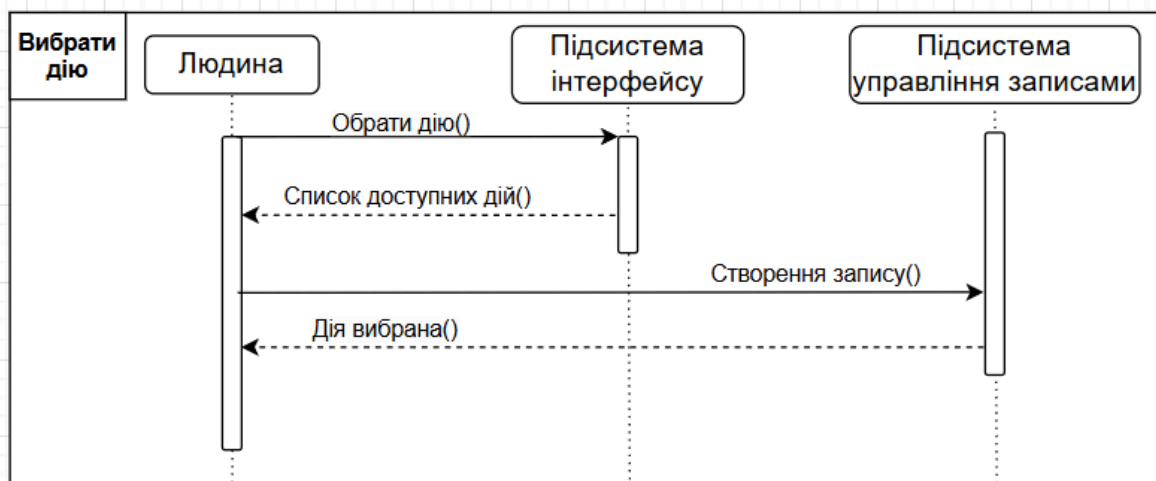 Вибрати
дію
Людина
Підсистема
інтерфейсу
Підсистема
управління записами
Обрати дію()
Список доступних дій()
Створення запису()
Дія вибрана()